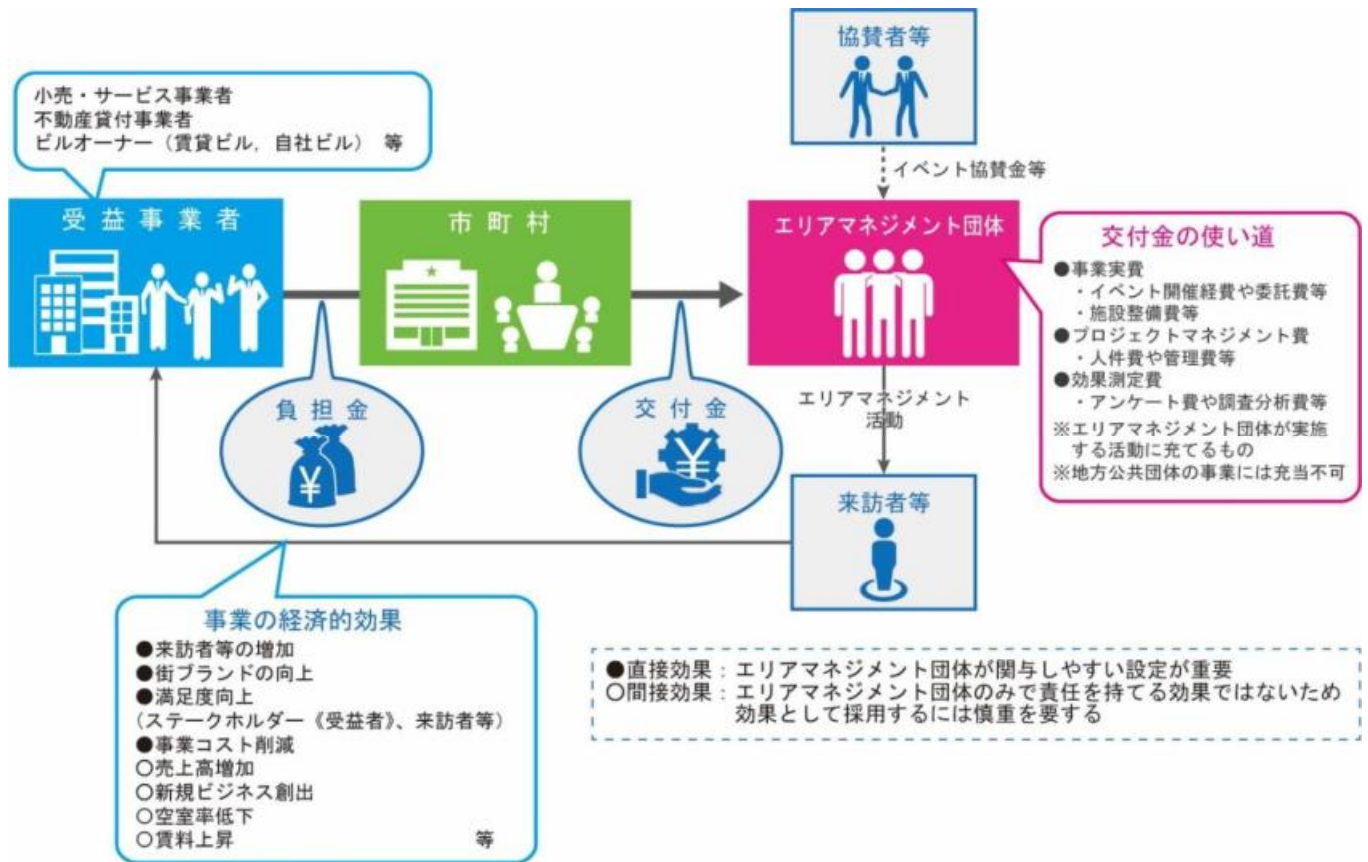 協賛者等
小売・サービス事業者
不動産貸付事業者
ビルオーナー（賃貸ビル，自社ビル） 等
イベント協賛金等
受益事業者
市町村
エリアマネジメント団体
交付金の使い道
●事業実費
・イベント開催経費や委託費等
・施設整備費等
●プロジェクトマネジメント費
・人件費や管理費等
●効果測定費
・アンケート費や調査分析費等
※エリアマネジメント団体が実施
する活動に充てるもの
※地方公共団体の事業には充当不可
負担金
¥
交付金
¥
エリアマネジメント
活動
来訪者等
事業の経済的効果
●来訪者等の増加
●街ブランドの向上
●満足度向上
(ステークホルダー《受益者》、来訪者等)
●事業コスト削減
○売上高増加
○新規ビジネス創出
○空室率低下
○賃料上昇 等
●直接効果：エリアマネジメント団体が関与しやすい設定が重要
○間接効果：エリアマネジメント団体のみで責任を持てる効果ではないため
効果として採用するには慎重を要する